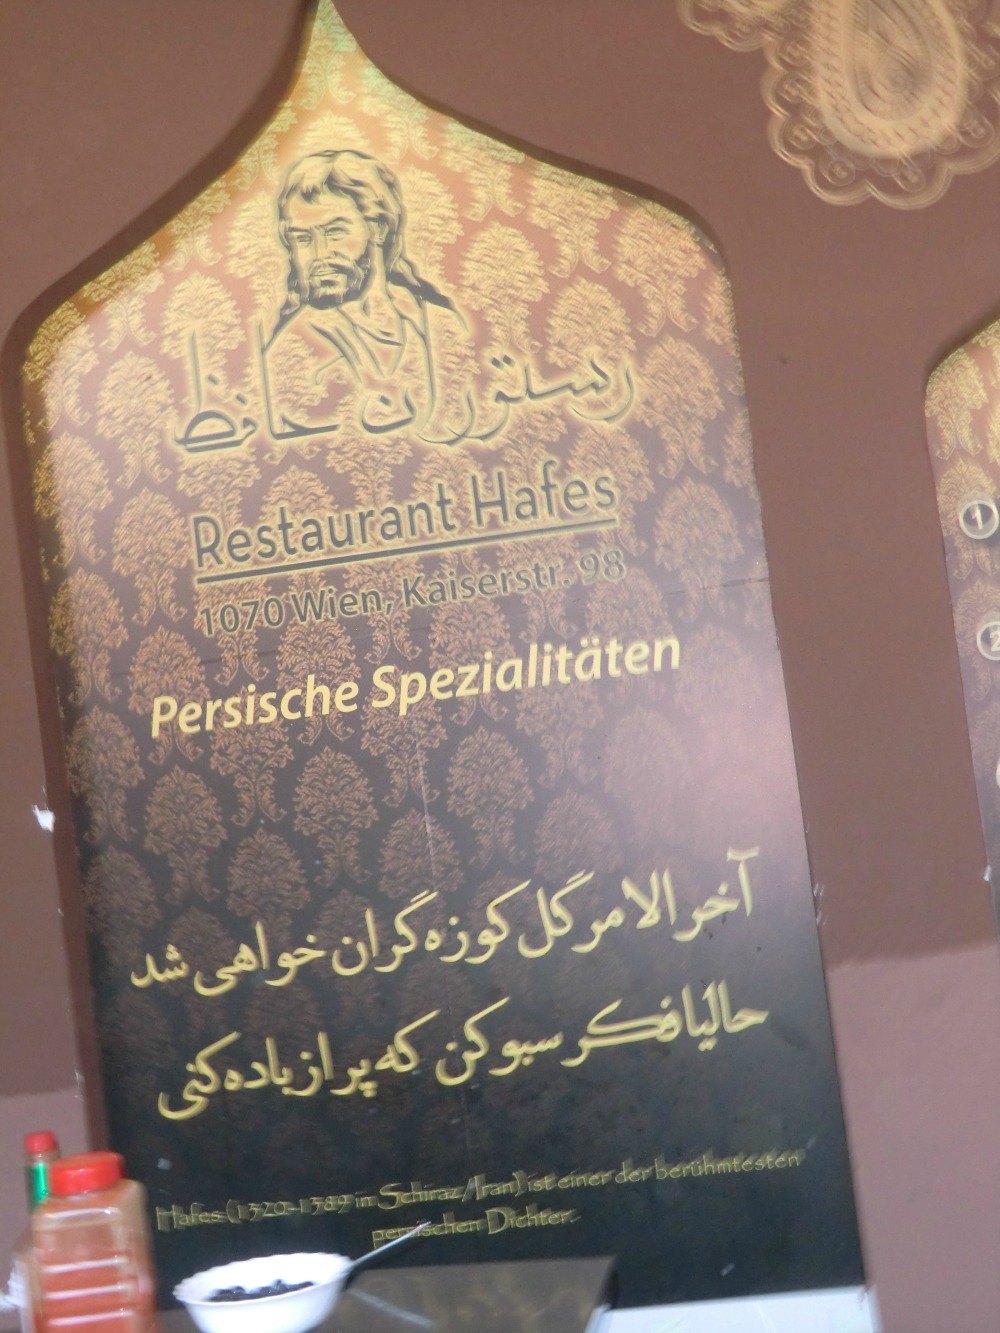 رستوران حافظ
Restaurant Hafes
1070 Wien, Kaiserstr. 98
Persische Spezialitäten
آخر الامر گل کوزه گران خواهی شد
حالیا فکر سبو کن که پر از باده کنی
Hafes (1320-1389 in Schiraz/Iran) ist einer der berühmtesten
persischen Dichter.
1
2